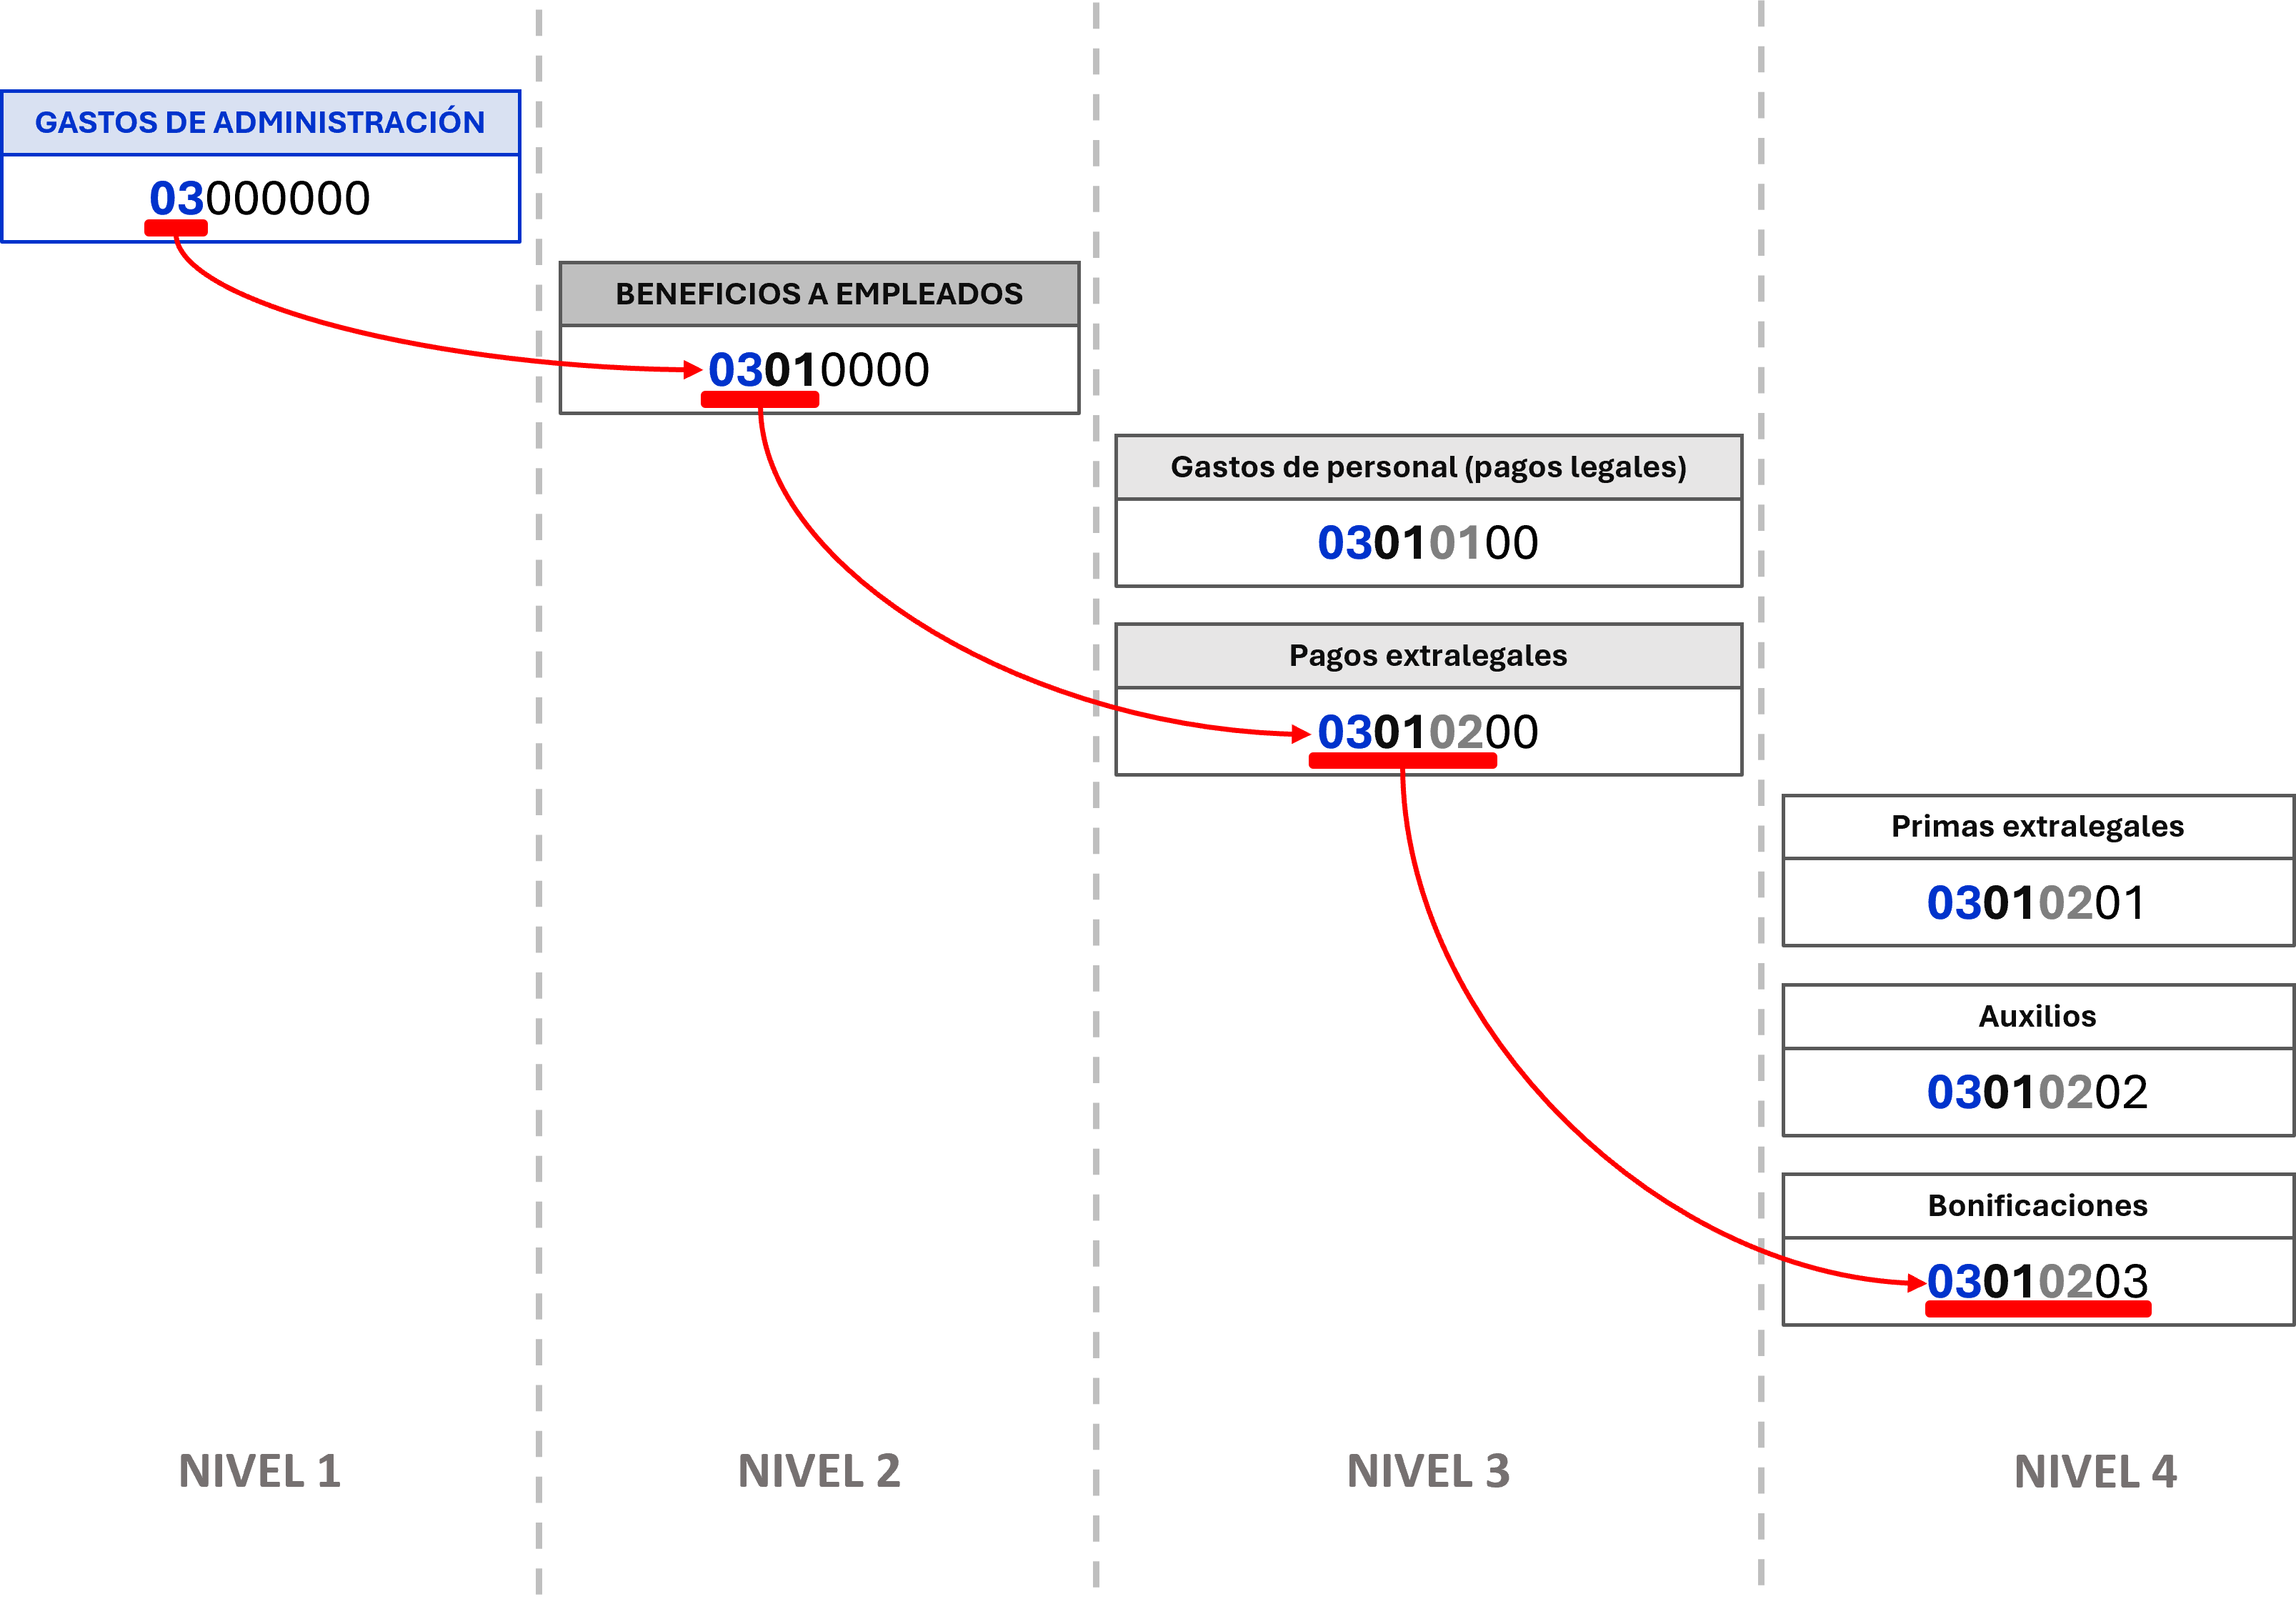 GASTOS DE ADMINISTRACIÓN
03000000
BENEFICIOS A EMPLEADOS
03010000
Gastos de personal (pagos legales)
03010100
Pagos extralegales
03010200
Primas extralegales
03010201
Auxilios
03010202
Bonificaciones
03010203
NIVEL 1
NIVEL 2
NIVEL 3
NIVEL 4